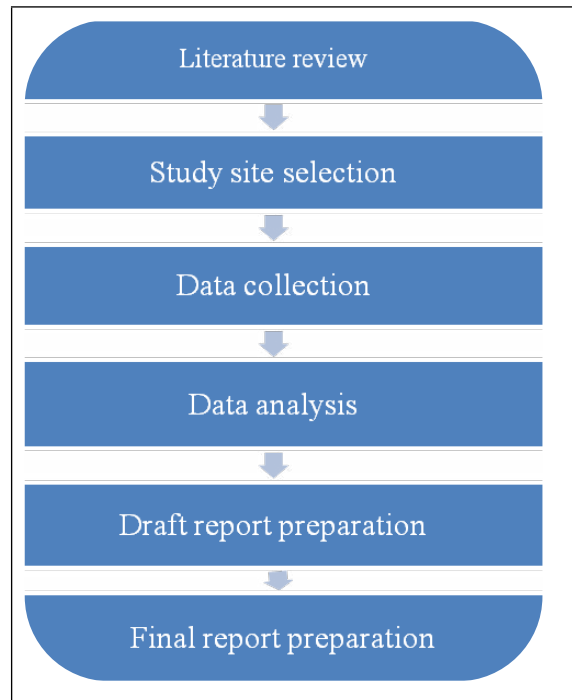 Literature review
Study site selection
Data collection
Data analysis
Draft report preparation
Final report preparation